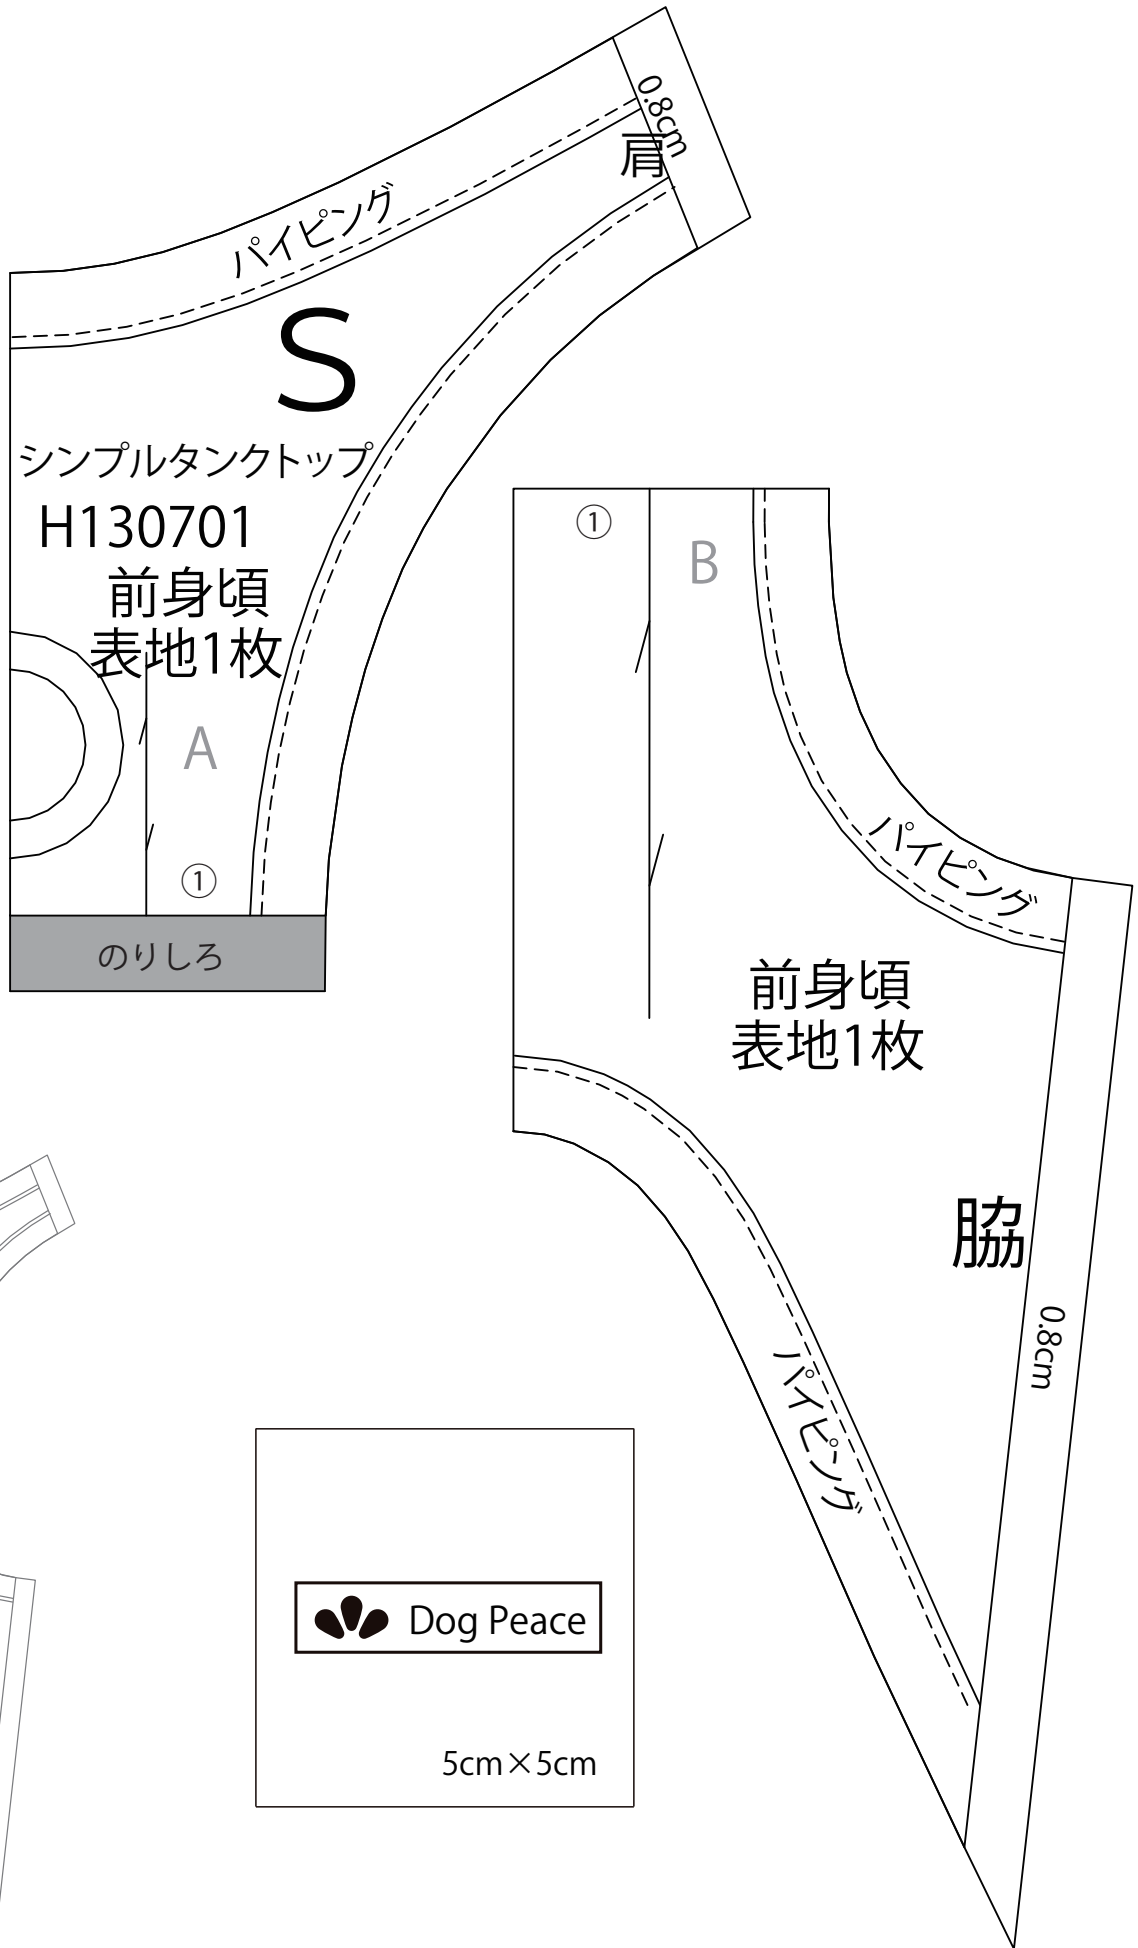 0.8cm
肩
パイピング
S
シンプルタンクトップ
H130701
前身頃
表地1枚
A
①
のりしろ
①
B
パイピング
前身頃
表地1枚
脇
0.8cm
パイピング
Dog Peace
5cm×5cm